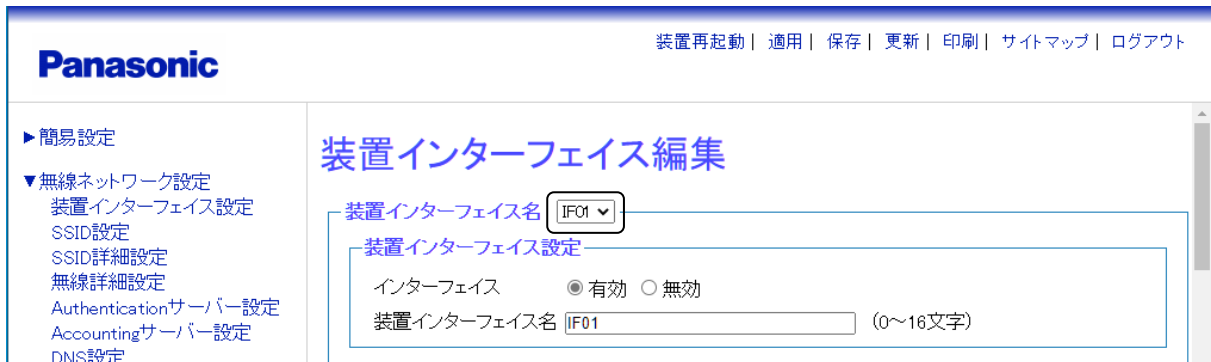 装置再起動 | 適用 | 保存 | 更新 | 印刷 | サイトマップ | ログアウト
Panasonic
▶簡易設定
▼無線ネットワーク設定
装置インターフェイス設定
SSID設定
SSID詳細設定
無線詳細設定
Authenticationサーバー設定
Accountingサーバー設定
DNS設定
装置インターフェイス編集
装置インターフェイス名 IF01
装置インターフェイス設定
インターフェイス 有効 無効
装置インターフェイス名 IF01 (0～16文字)